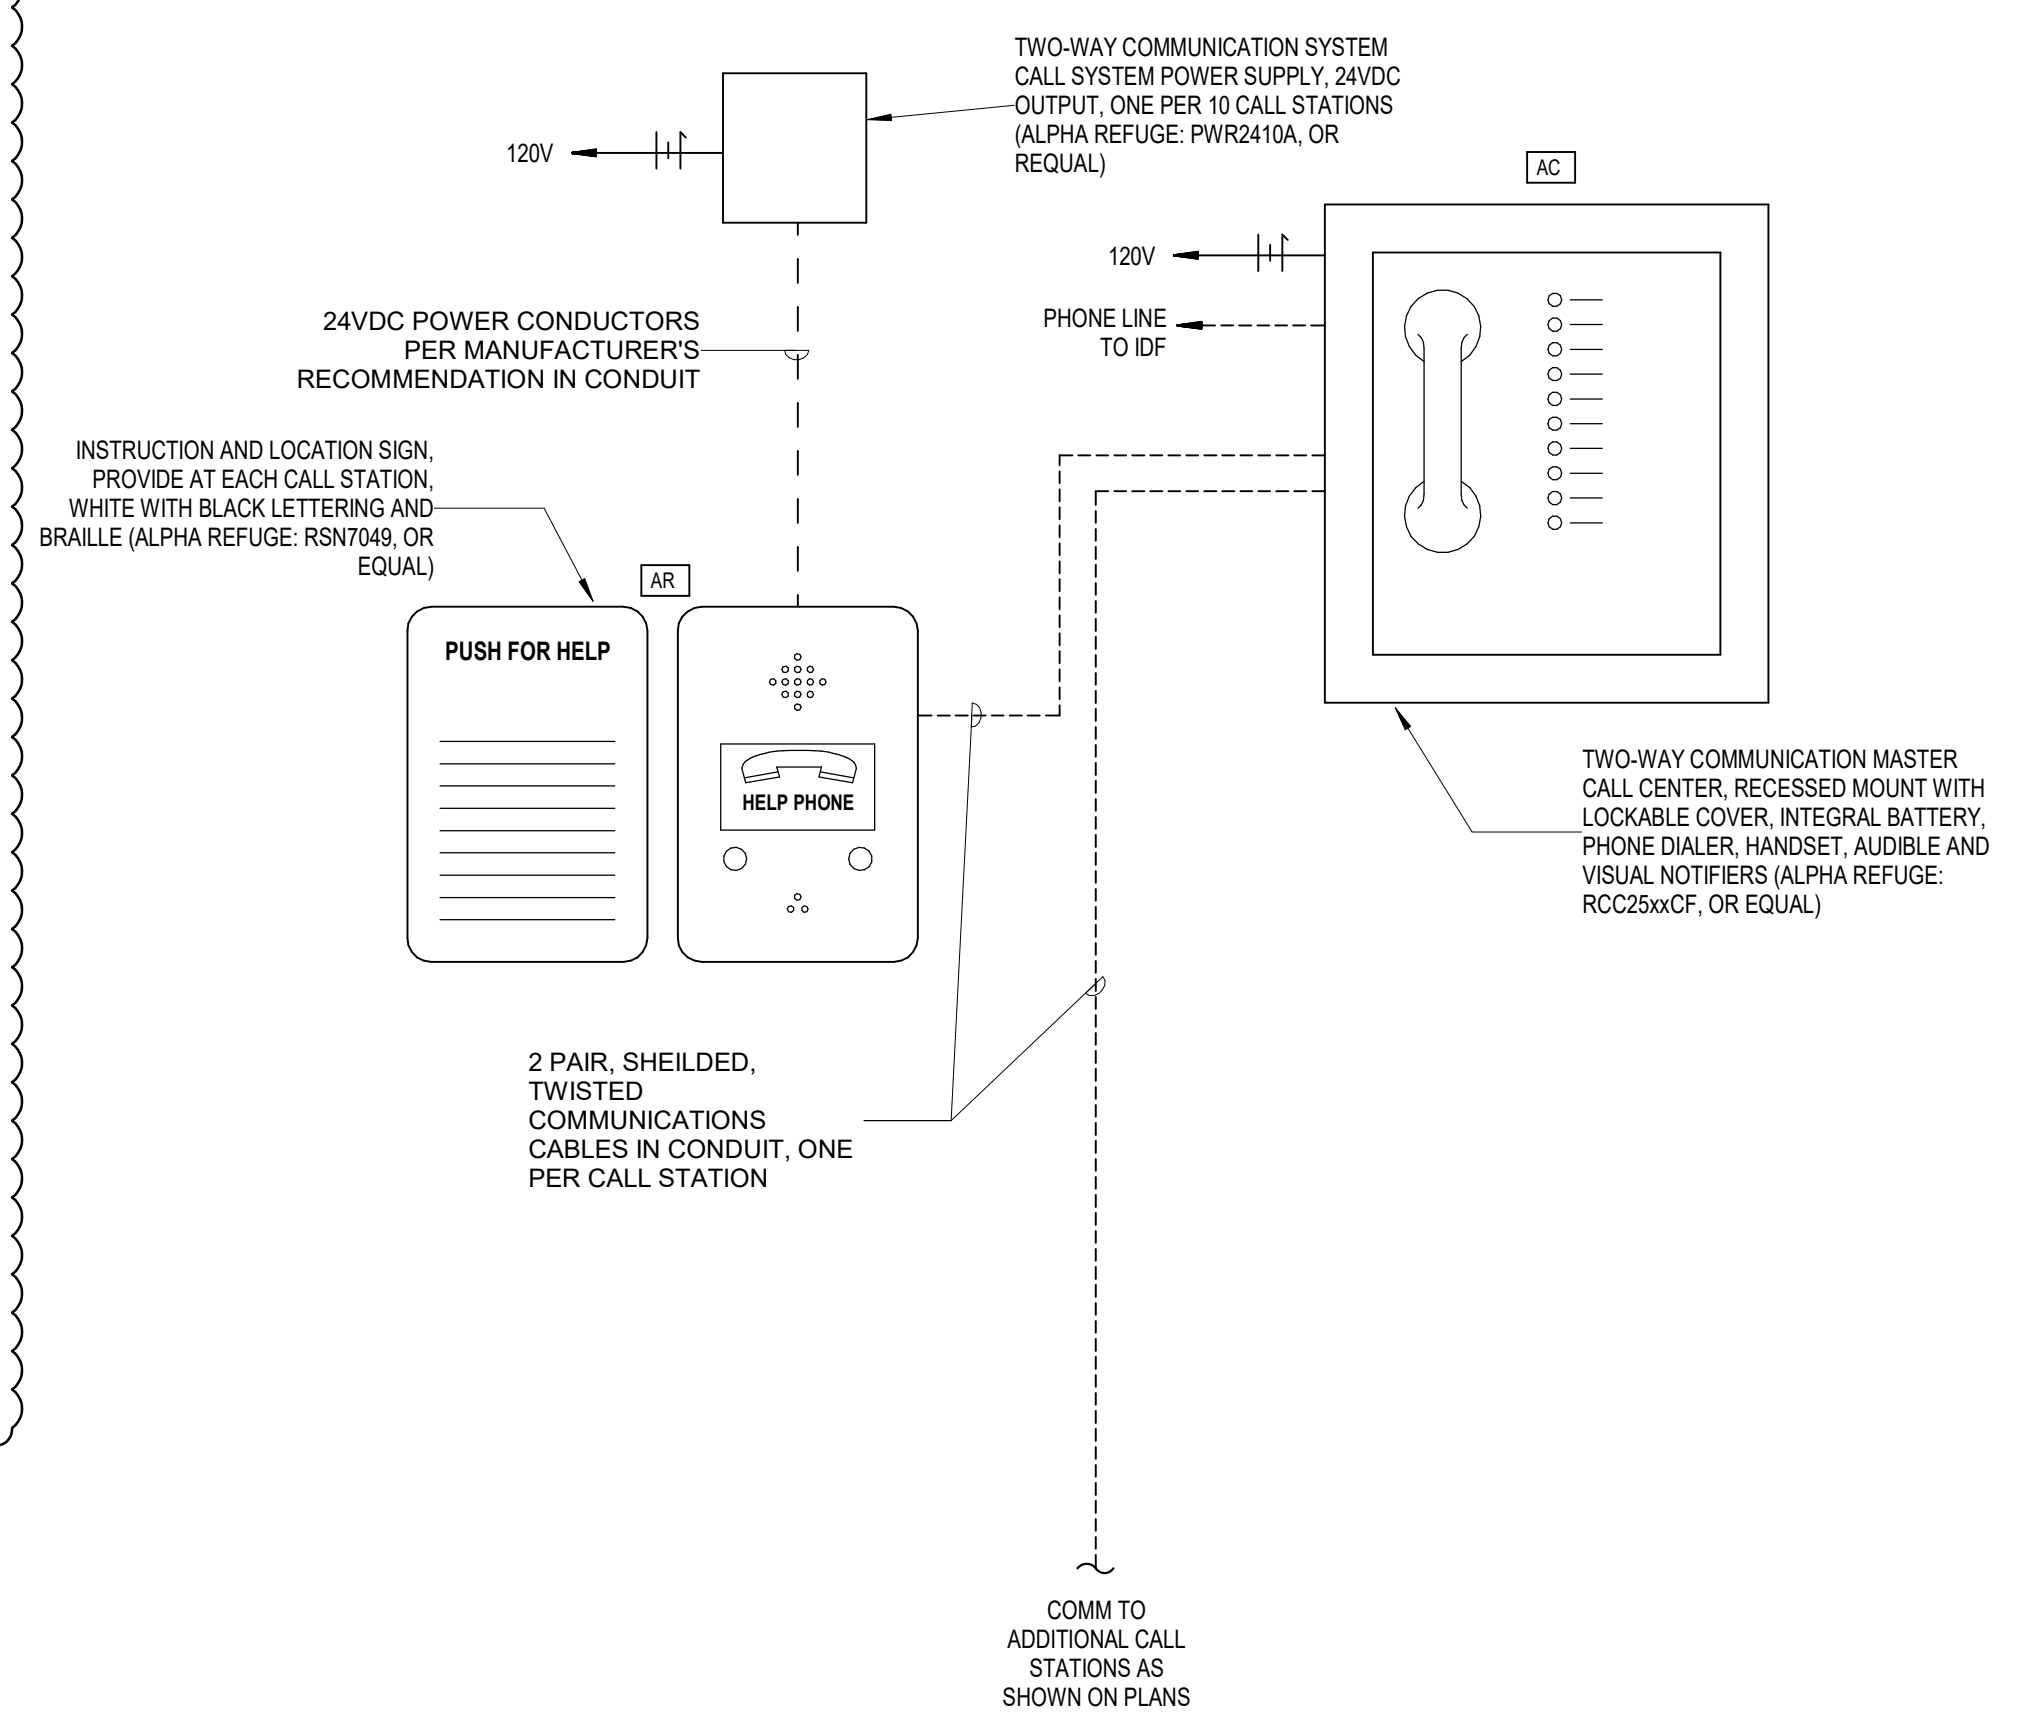 TWO-WAY COMMUNICATION SYSTEM
CALL SYSTEM POWER SUPPLY, 24VDC
OUTPUT, ONE PER 10 CALL STATIONS
(ALPHA REFUGE: PWR2410A, OR
REQUAL)
120V
AC
120V
PHONE LINE
TO IDF
24VDC POWER CONDUCTORS
PER MANUFACTURER'S
RECOMMENDATION IN CONDUIT
INSTRUCTION AND LOCATION SIGN,
PROVIDE AT EACH CALL STATION,
WHITE WITH BLACK LETTERING AND
BRAILLE (ALPHA REFUGE: RSN7049, OR
EQUAL)
AR
PUSH FOR HELP
HELP PHONE
TWO-WAY COMMUNICATION MASTER
CALL CENTER, RECESSED MOUNT WITH
LOCKABLE COVER, INTEGRAL BATTERY,
PHONE DIALER, HANDSET, AUDIBLE AND
VISUAL NOTIFIERS (ALPHA REFUGE:
RCC25xxCF, OR EQUAL)
2 PAIR, SHEILDED,
TWISTED
COMMUNICATIONS
CABLES IN CONDUIT, ONE
PER CALL STATION
COMM TO
ADDITIONAL CALL
STATIONS AS
SHOWN ON PLANS